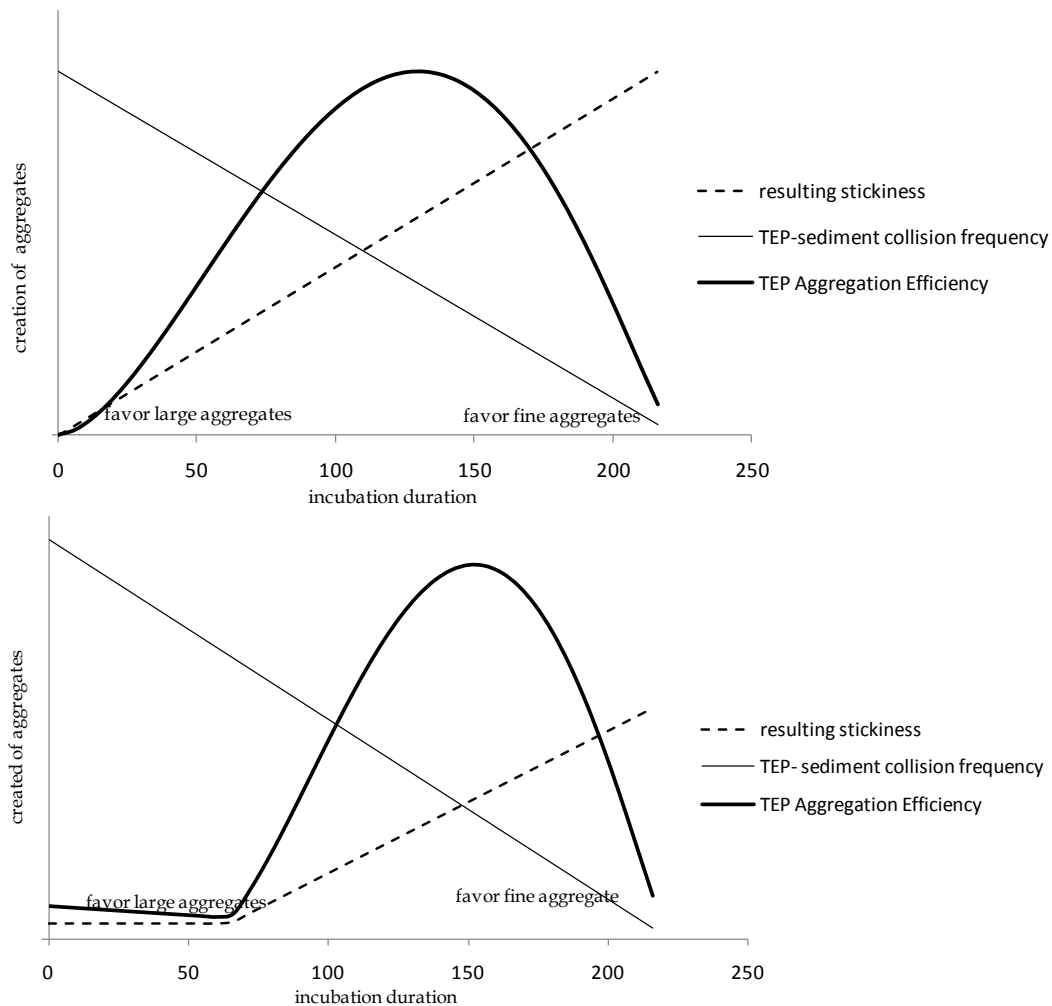 creation of aggregates
resulting stickiness
TEP-sediment collision frequency
TEP Aggregation Efficiency
favor large aggregates
favor fine aggregates
0 50 100 150 200 250
incubation duration
created of aggregates
resulting stickiness
TEP- sediment collision frequency
TEP Aggregation Efficiency
favor large aggregates
favor fine aggregate
0 50 100 150 200 250
incubation duration